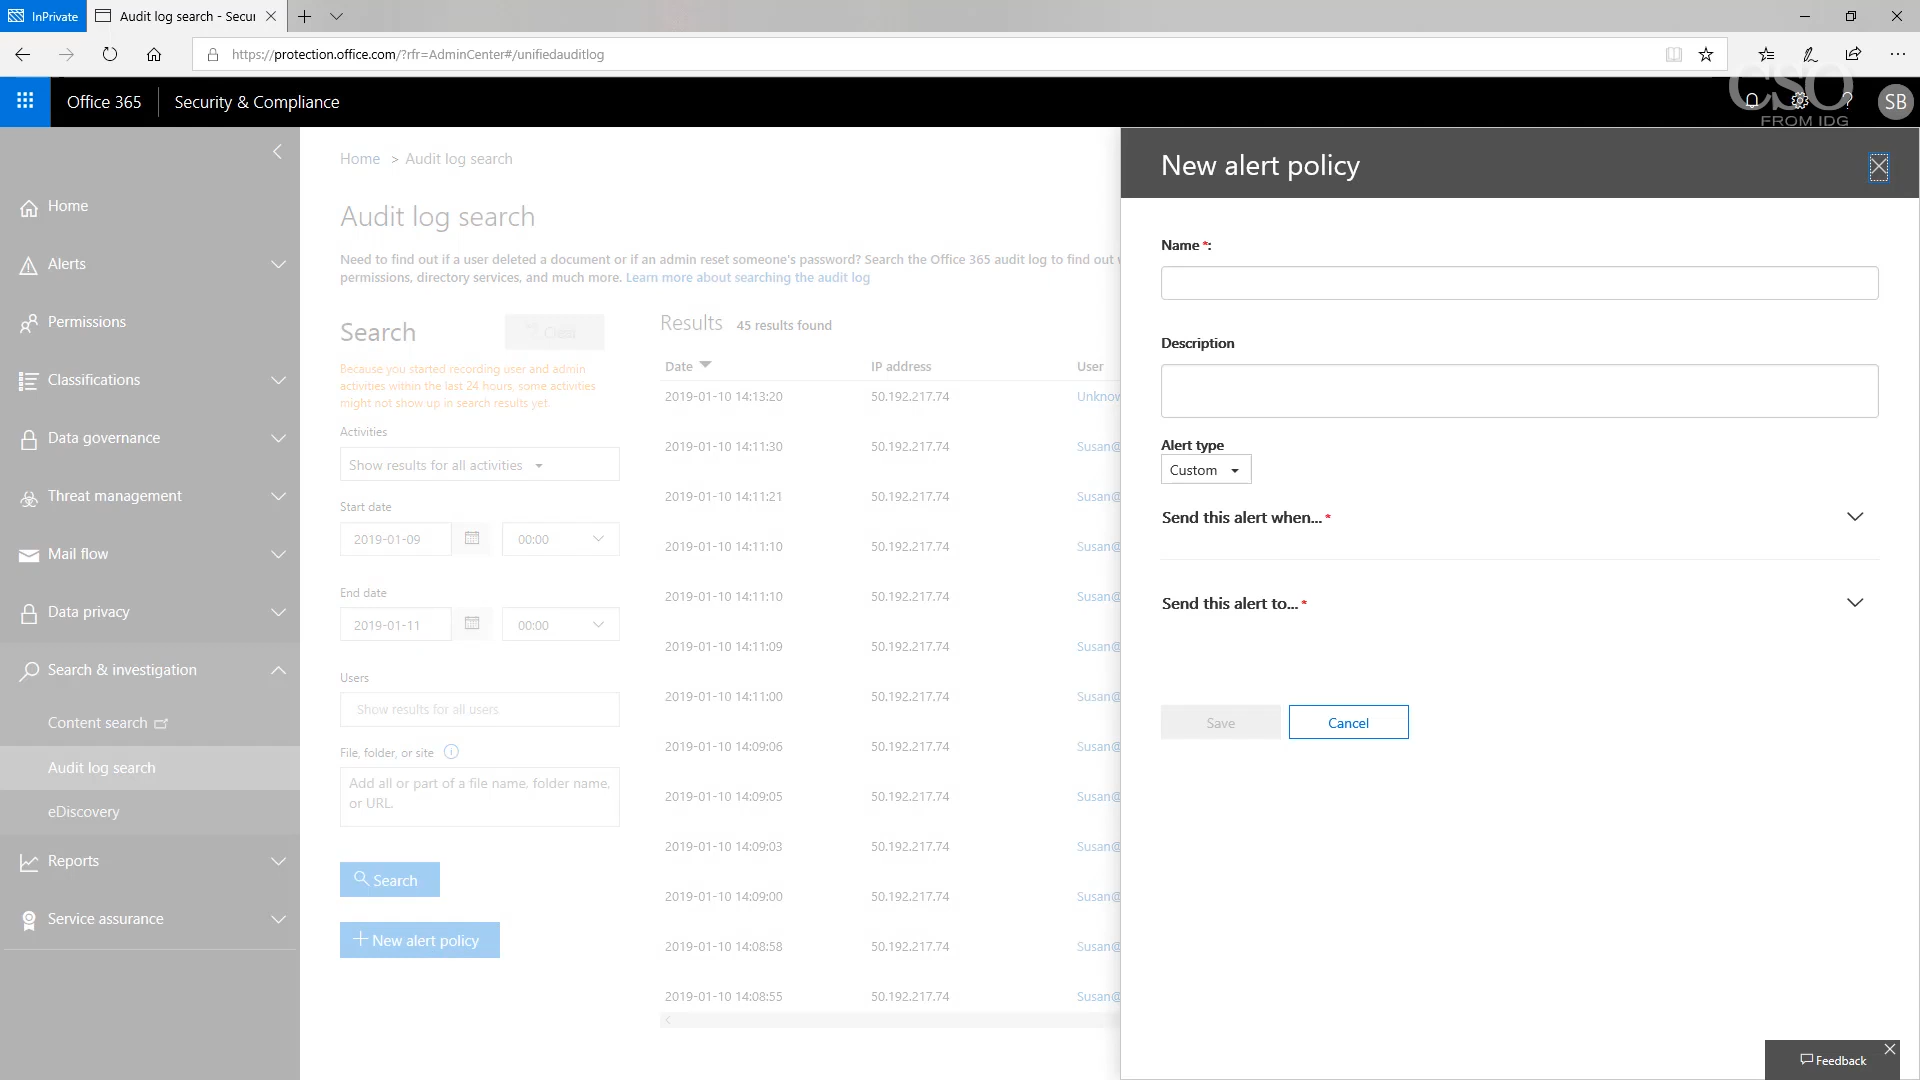 InPrivate
Audit log search - Secu
https://protection.office.com/?rfr=AdminCenter#/unifiedauditlog
Office 365
Security & Compliance
CSO
FROM IDG
SB
Home
Alerts
Permissions
Classifications
Data governance
Threat management
Mail flow
Data privacy
Search & investigation
Content search
Audit log search
eDiscovery
Reports
Service assurance
Home > Audit log search
Audit log search
Need to find out if a user deleted a document or if an admin reset someone's password? Search the Office 365 audit log to find out
permissions, directory services, and much more. Learn more about searching the audit log
Search
Clear
Because you started recording user and admin
activities within the last 24 hours, some activities
might not show up in search results yet.
Activities
Show results for all activities
Start date
2019-01-09
00:00
End date
2019-01-11
00:00
Users
Show results for all users
File, folder, or site
Add all or part of a file name, folder name,
or URL.
Search
New alert policy
Results 45 results found
Date IP address User
2019-01-10 14:13:20 50.192.217.74 Unknow
2019-01-10 14:11:30 50.192.217.74 Susan@
2019-01-10 14:11:21 50.192.217.74 Susan@
2019-01-10 14:11:10 50.192.217.74 Susan@
2019-01-10 14:11:10 50.192.217.74 Susan@
2019-01-10 14:11:09 50.192.217.74 Susan@
2019-01-10 14:11:00 50.192.217.74 Susan@
2019-01-10 14:09:06 50.192.217.74 Susan@
2019-01-10 14:09:05 50.192.217.74 Susan@
2019-01-10 14:09:03 50.192.217.74 Susan@
2019-01-10 14:09:00 50.192.217.74 Susan@
2019-01-10 14:08:58 50.192.217.74 Susan@
2019-01-10 14:08:55 50.192.217.74 Susan@
New alert policy
Name *:
Description
Alert type
Custom
Send this alert when... *
Send this alert to... *
Save
Cancel
Feedback